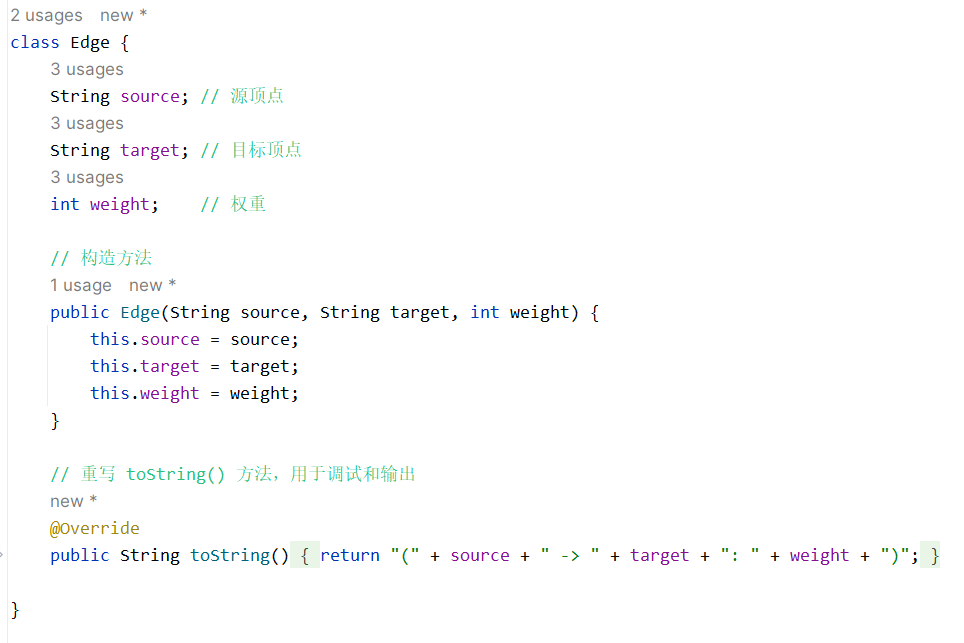 2 usages   new *
class Edge {
3 usages
String source; // 源顶点
3 usages
String target; // 目标顶点
3 usages
int weight;    // 权重
// 构造方法
1 usage   new *
public Edge(String source, String target, int weight) {
this.source = source;
this.target = target;
this.weight = weight;
}
// 重写 toString() 方法，用于调试和输出
new *
@Override
public String toString() { return "(" + source + " -> " + target + ": " + weight + ")"; }
}